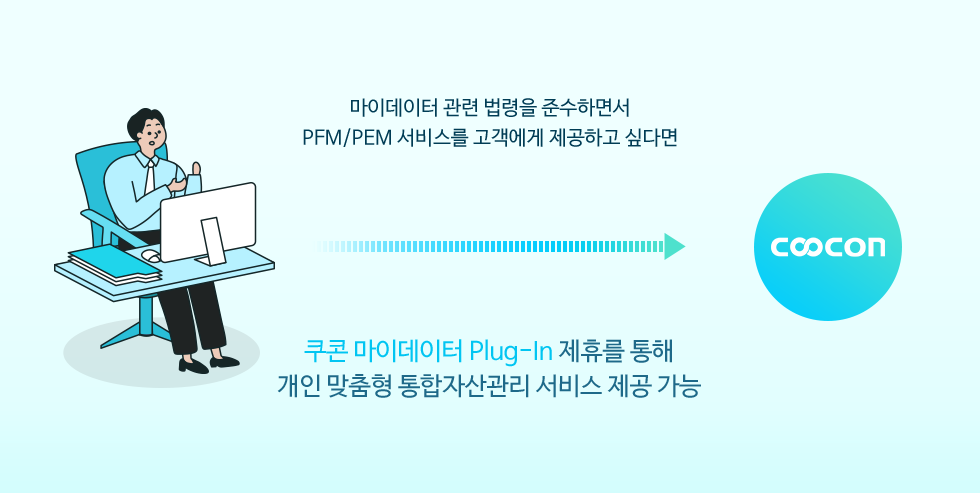 마이데이터 관련 법령을 준수하면서
PFM/PEM 서비스를 고객에게 제공하고 싶다면
coocon
쿠콘 마이데이터 Plug-In 제휴를 통해
개인 맞춤형 통합자산관리 서비스 제공 가능